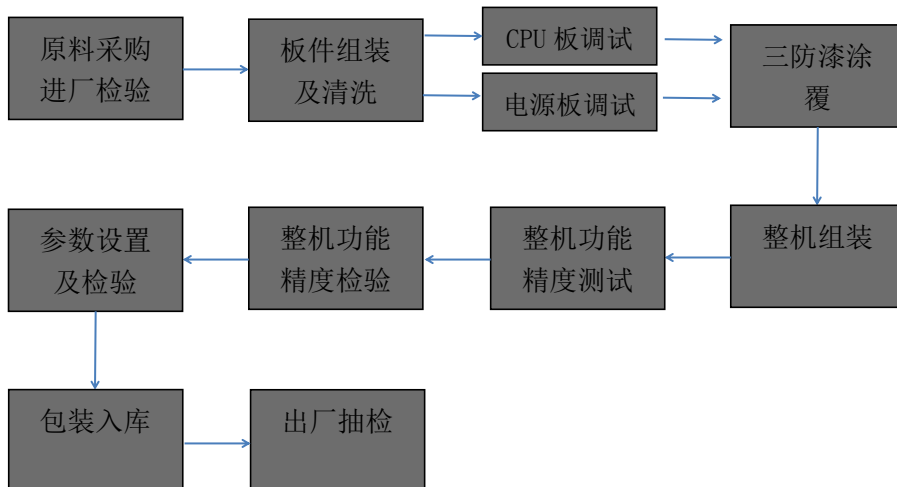 原料采购
进厂检验
板件组装
及清洗
CPU 板调试
电源板调试
三防漆涂
覆
整机组装
整机功能
精度测试
整机功能
精度检验
参数设置
及检验
包装入库
出厂抽检